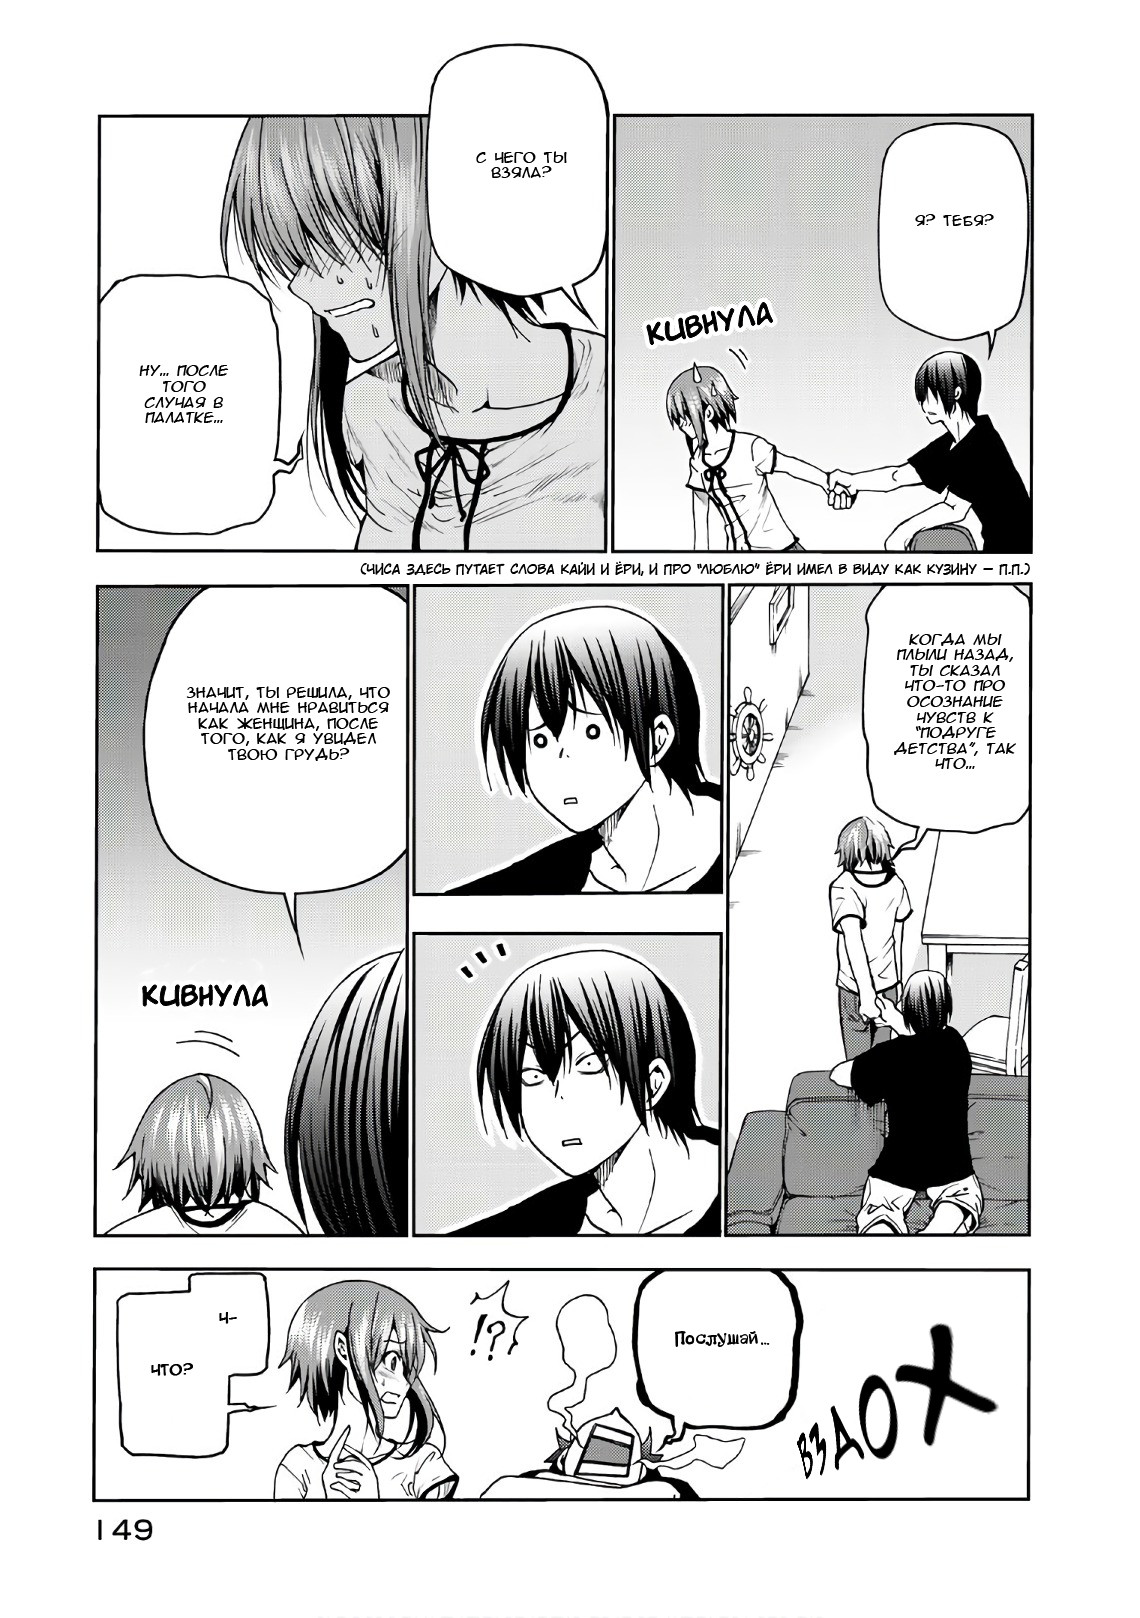 Я? ТЕБЯ?
КИВНУЛА
С ЧЕГО ТЫ
ВЗЯЛА?
НУ... ПОСЛЕ
ТОГО
СЛУЧАЯ В
ПАЛАТКЕ...
(ЧИСА ЗДЕСЬ ПУТАЕТ СЛОВА КАЙИ И ЁРИ, И ПРО "ЛЮБЛЮ" ЁРИ ИМЕЛ В ВИДУ КАК КУЗИНУ – П.П.)
КОГДА МЫ
ПЛЫЛИ НАЗАД,
ТЫ СКАЗАЛ
ЧТО-ТО ПРО
ОСОЗНАНИЕ
ЧУВСТВ К
"ПОДРУГЕ
ДЕТСТВА", ТАК
ЧТО...
ЗНАЧИТ, ТЫ РЕШИЛА, ЧТО
НАЧАЛА МНЕ НРАВИТЬСЯ
КАК ЖЕНЩИНА, ПОСЛЕ
ТОГО, КАК Я УВИДЕЛ
ТВОЮ ГРУДЬ?
КИВНУЛА
ВЗДОХ
Послушай...
!?
Ч-
ЧТО?
149